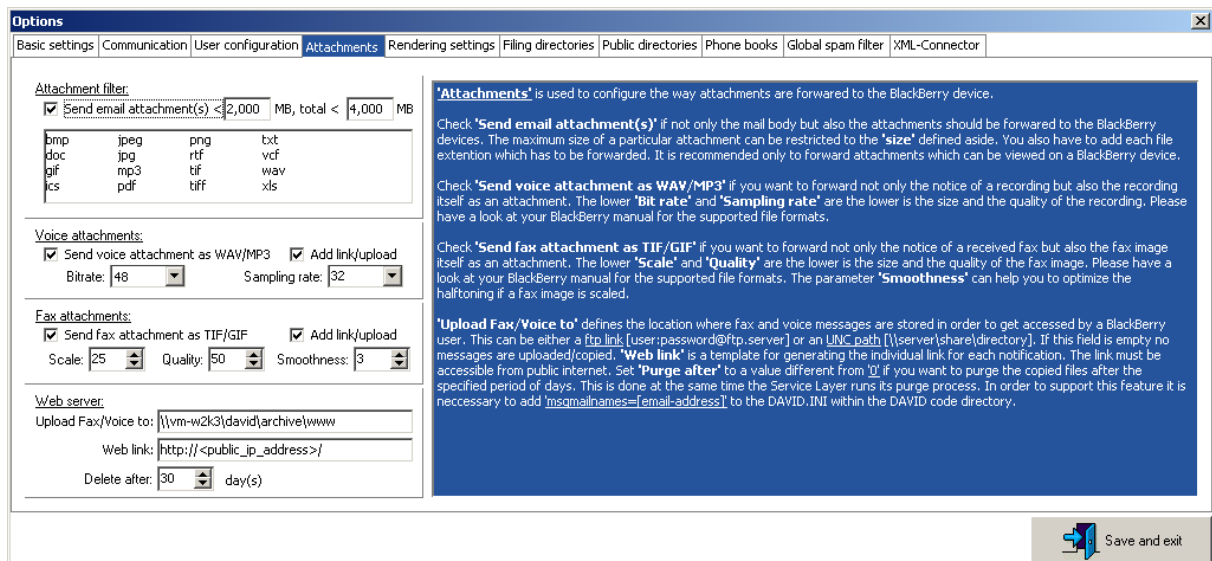 Options
Basic settings Communication User configuration Attachments Rendering settings Filing directories Public directories Phone books Global spam filter XML-Connector
Attachment filter:
Send email attachment(s) < 2,000 MB, total < 4,000 MB
bmp jpeg png txt
doc jpg rtf vcf
gif mp3 tif wav
ics pdf tiff xls
Voice attachments:
Send voice attachment as WAV/MP3 Add link/upload
Bitrate: 48 Sampling rate: 32
Fax attachments:
Send fax attachment as TIF/GIF Add link/upload
Scale: 25 Quality: 50 Smoothness: 3
Web server:
Upload Fax/Voice to: \\vm-w2k3\david\archive\www
Web link: http://<public_ip_address>/
Delete after: 30 day(s)
'Attachments' is used to configure the way attachments are forwared to the BlackBerry device.
Check 'Send email attachment(s)' if not only the mail body but also the attachments should be forwared to the BlackBerry
devices. The maximum size of a particular attachment can be restricted to the 'size' defined aside. You also have to add each file
extention which has to be forwarded. It is recommended only to forward attachments which can be viewed on a BlackBerry device.
Check 'Send voice attachment as WAV/MP3' if you want to forward not only the notice of a recording but also the recording
itself as an attachment. The lower 'Bit rate' and 'Sampling rate' are the lower is the size and the quality of the recording. Please
have a look at your BlackBerry manual for the supported file formats.
Check 'Send fax attachment as TIF/GIF' if you want to forward not only the notice of a received fax but also the fax image
itself as an attachment. The lower 'Scale' and 'Quality' are the lower is the size and the quality of the fax image. Please have a
look at your BlackBerry manual for the supported file formats. The parameter 'Smoothness' can help you to optimize the
halftoning if a fax image is scaled.
'Upload Fax/Voice to' defines the location where fax and voice messages are stored in order to get accessed by a BlackBerry
user. This can be either a ftp link [user:password@ftp.server] or an UNC path [\\server\share\directory]. If this field is empty no
messages are uploaded/copied. 'Web link' is a template for generating the individual link for each notification. The link must be
accessible from public internet. Set 'Purge after' to a value different from '0' if you want to purge the copied files after the
specified period of days. This is done at the same time the Service Layer runs its purge process. In order to support this feature it is
neccessary to add 'msgmailnames=[email-address]' to the DAVID.INI within the DAVID code directory.
Save and exit